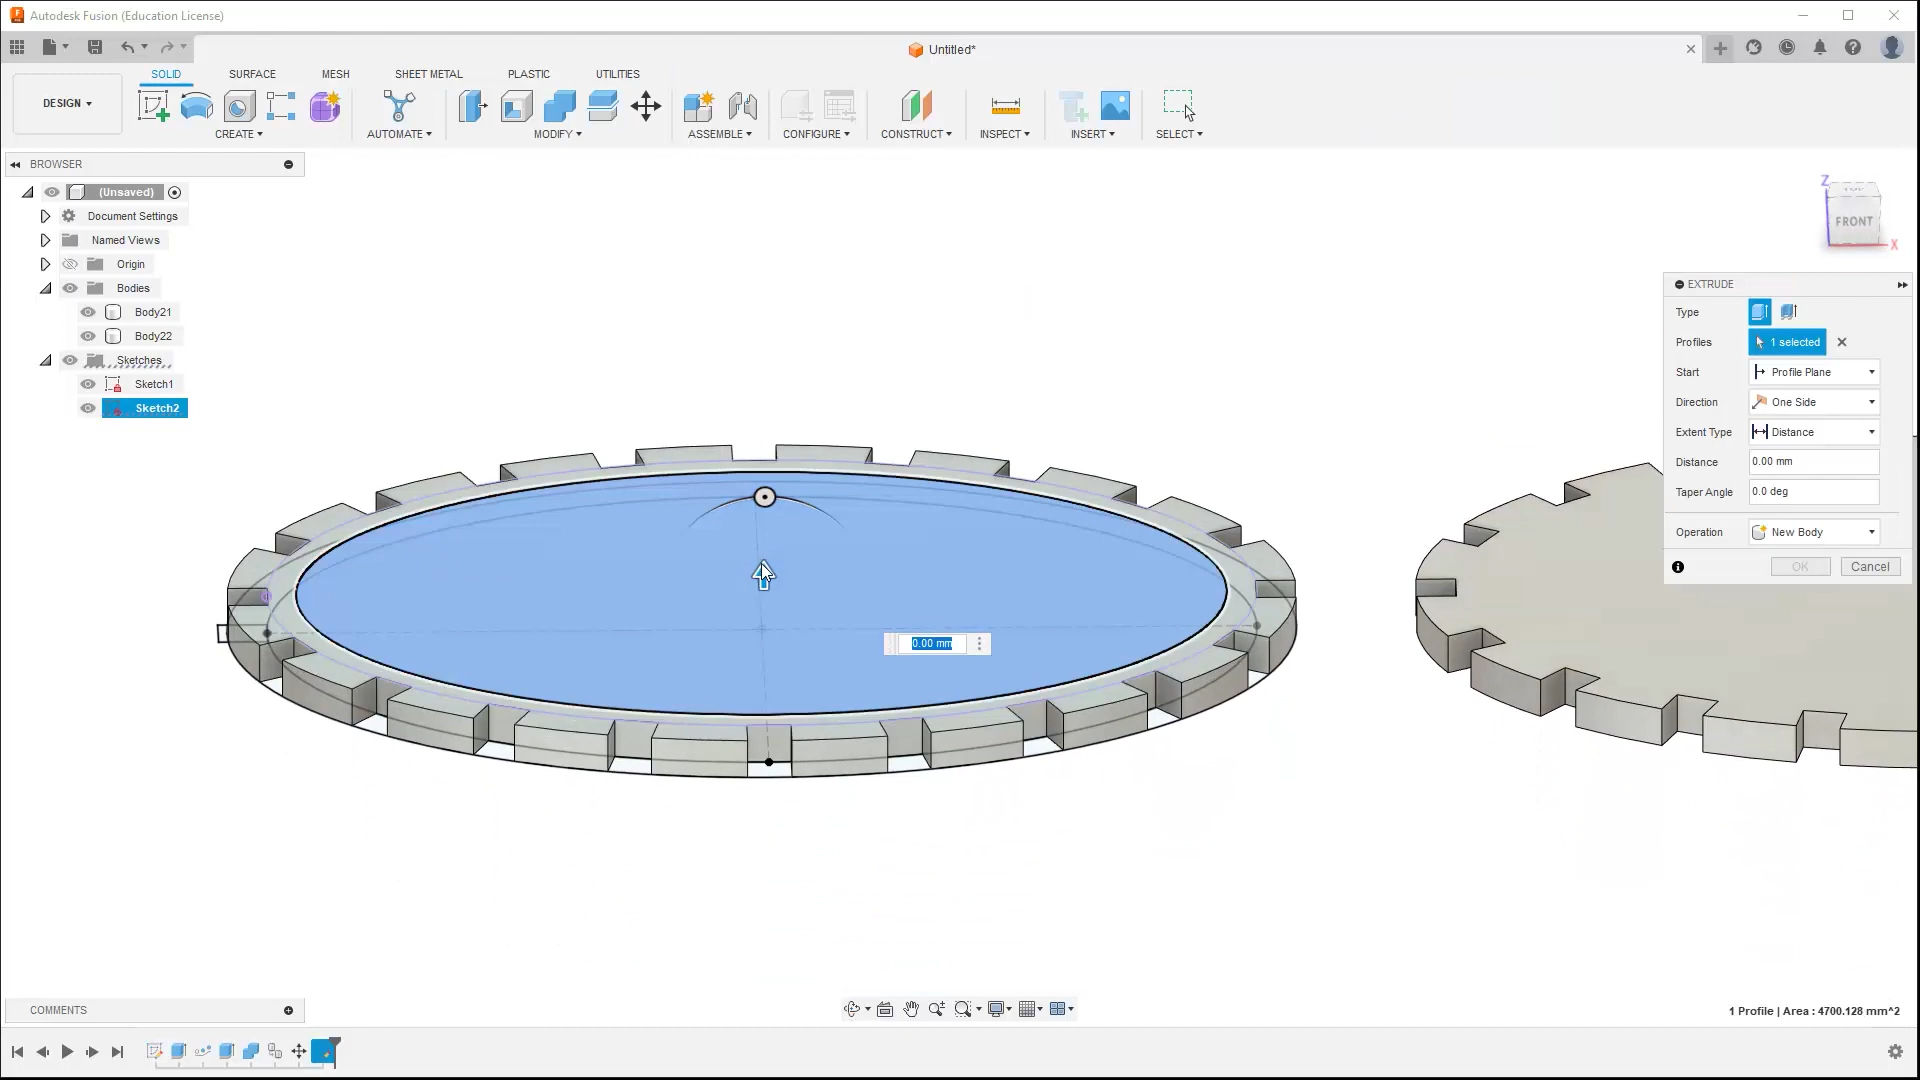 Autodesk Fusion (Education License)
Untitled*
DESIGN
SOLID
SURFACE
MESH
SHEET METAL
PLASTIC
UTILITIES
CREATE
AUTOMATE
MODIFY
ASSEMBLE
CONFIGURE
CONSTRUCT
INSPECT
INSERT
SELECT
BROWSER
(Unsaved)
Document Settings
Named Views
Origin
Bodies
Body21
Body22
Sketches
Sketch1
Sketch2
Z
TOP
FRONT
X
EXTRUDE
Type
Profiles
1 selected
Start
Profile Plane
Direction
One Side
Extent Type
Distance
Distance
0.00 mm
Taper Angle
0.0 deg
Operation
New Body
OK
Cancel
0.00 mm
COMMENTS
1 Profile | Area : 4700.128 mm^2